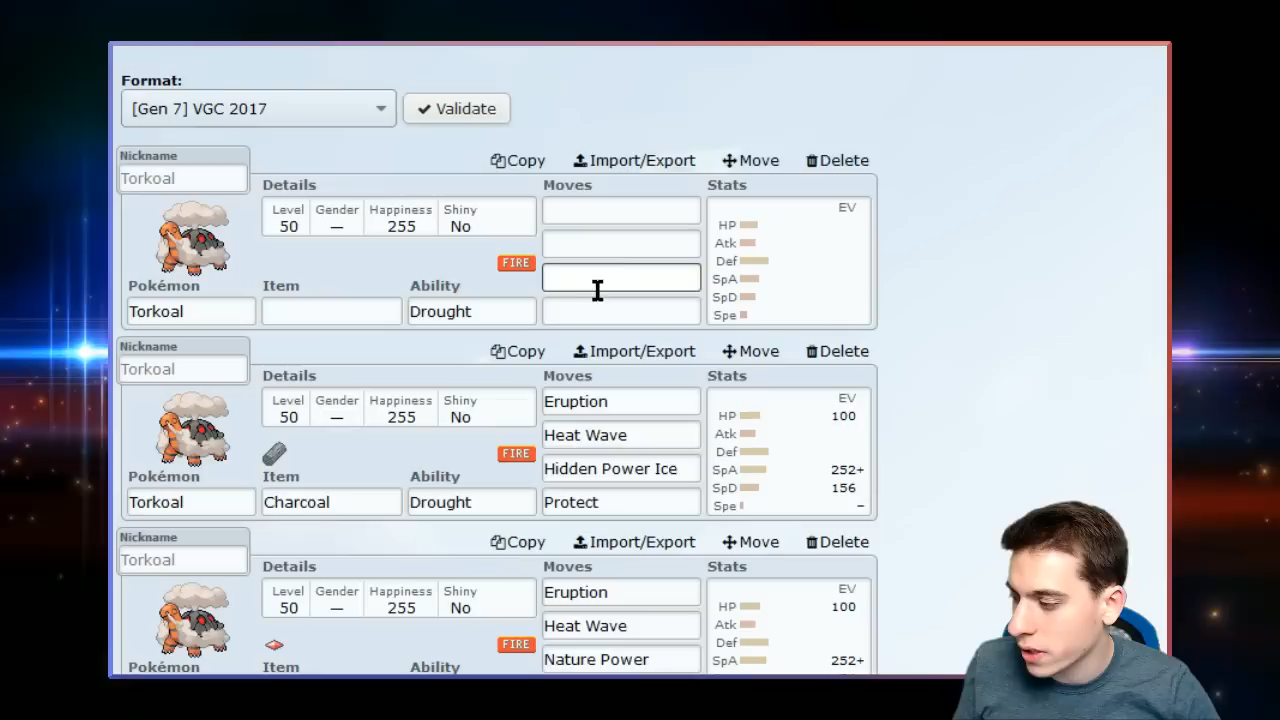 Format:
[Gen 7] VGC 2017
Validate
Nickname
Torkoal
Copy Import/Export Move Delete
Details Moves Stats
Level Gender Happiness Shiny
50 — 255 No
EV
HP
Atk
Def
SpA
SpD
Spe
FIRE
Pokémon Item Ability
Torkoal Drought
Nickname
Torkoal
Copy Import/Export Move Delete
Details Moves Stats
Level Gender Happiness Shiny
50 — 255 No
Eruption
Heat Wave
Hidden Power Ice
Protect
EV
HP 100
Atk
Def
SpA 252+
SpD 156
Spe –
FIRE
Pokémon Item Ability
Torkoal Charcoal Drought
Nickname
Torkoal
Copy Import/Export Move Delete
Details Moves Stats
Level Gender Happiness Shiny
50 — 255 No
Eruption
Heat Wave
Nature Power
EV
HP 100
Atk
Def
SpA 252+
FIRE
Pokémon Item Ability